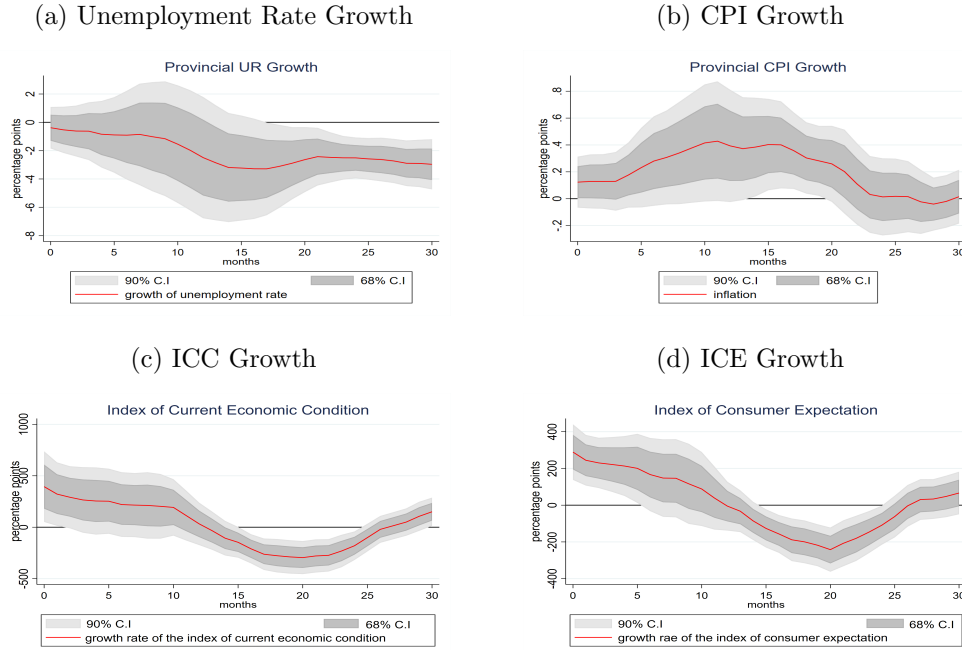 (a) Unemployment Rate Growth
Provincial UR Growth
percentage points
2
0
-2
-4
-6
-8
0 5 10 15 20 25 30
months
90% C.I 68% C.I
growth of unemployment rate
(b) CPI Growth
Provincial CPI Growth
percentage points
.8
.6
.4
.2
0
-.2
0 5 10 15 20 25 30
months
90% C.I 68% C.I
inflation
(c) ICC Growth
Index of Current Economic Condition
percentage points
1000
500
0
-500
0 5 10 15 20 25 30
months
90% C.I 68% C.I
growth rate of the index of current economic condition
(d) ICE Growth
Index of Consumer Expectation
percentage points
400
200
0
-200
-400
0 5 10 15 20 25 30
months
90% C.I 68% C.I
growth rae of the index of consumer expectation